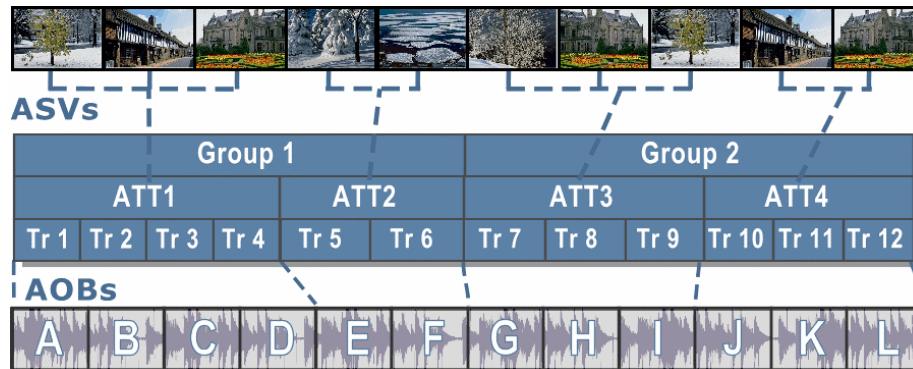 ASVs
Group 1 Group 2
ATT1 ATT2 ATT3 ATT4
Tr 1 Tr 2 Tr 3 Tr 4 Tr 5 Tr 6 Tr 7 Tr 8 Tr 9 Tr 10 Tr 11 Tr 12
AOBs
A B C D E F G H I J K L